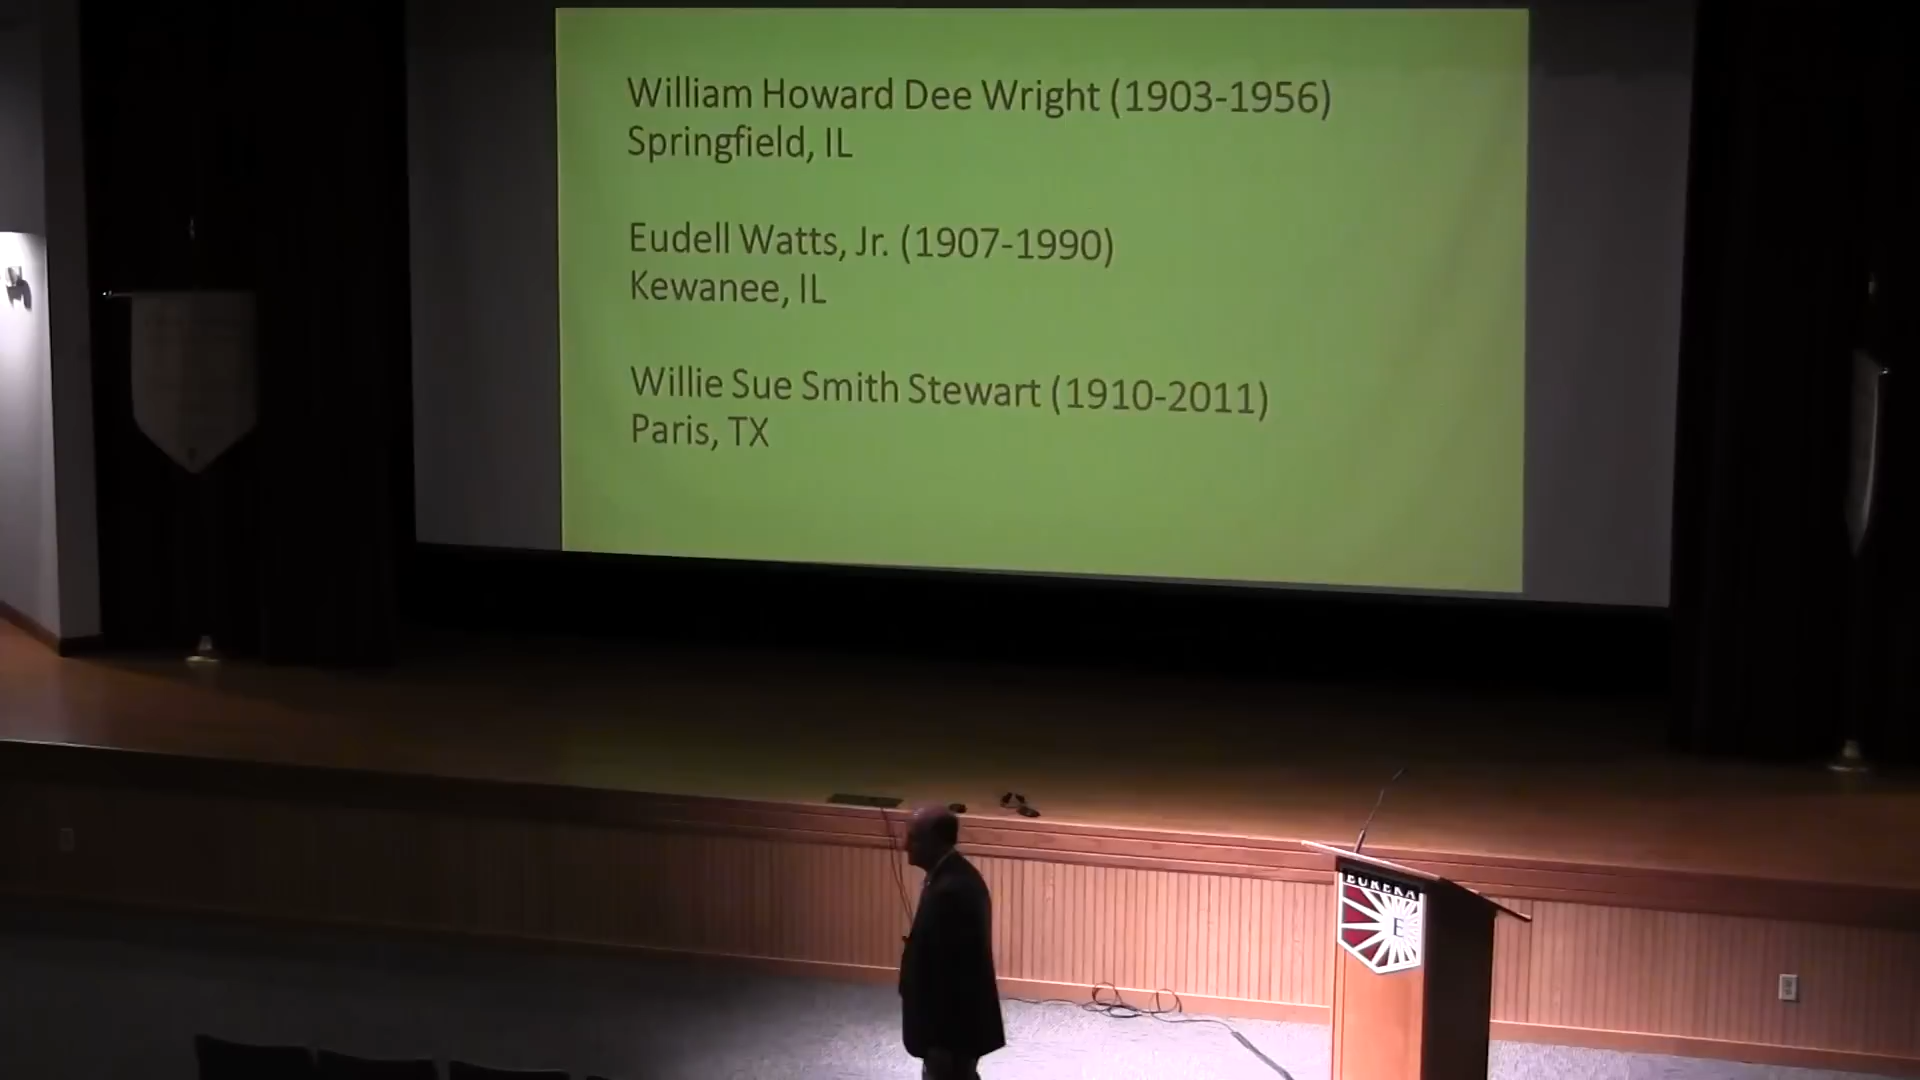 William Howard Dee Wright (1903-1956)
Springfield, IL
Eudell Watts, Jr. (1907-1990)
Kewanee, IL
Willie Sue Smith Stewart (1910-2011)
Paris, TX
EUREKA
E